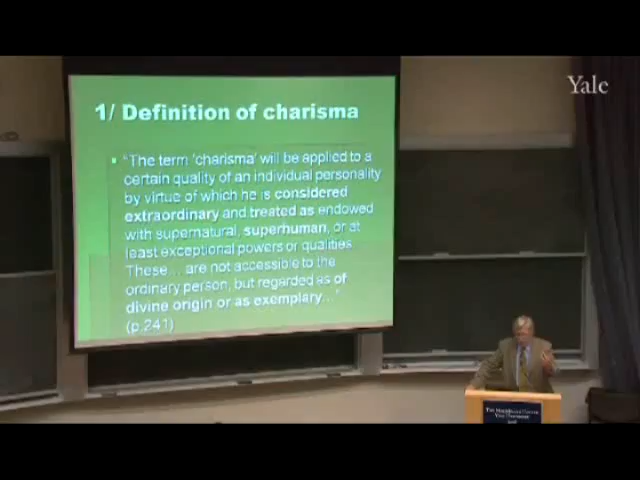 Yale
1/ Definition of charisma
"The term 'charisma' will be applied to a
certain quality of an individual personality
by virtue of which he is considered
extraordinary and treated as endowed
with supernatural, superhuman, or at
least exceptional powers or qualities.
These… are not accessible to the
ordinary person, but regarded as of
divine origin or as exemplary…"
(p.241)